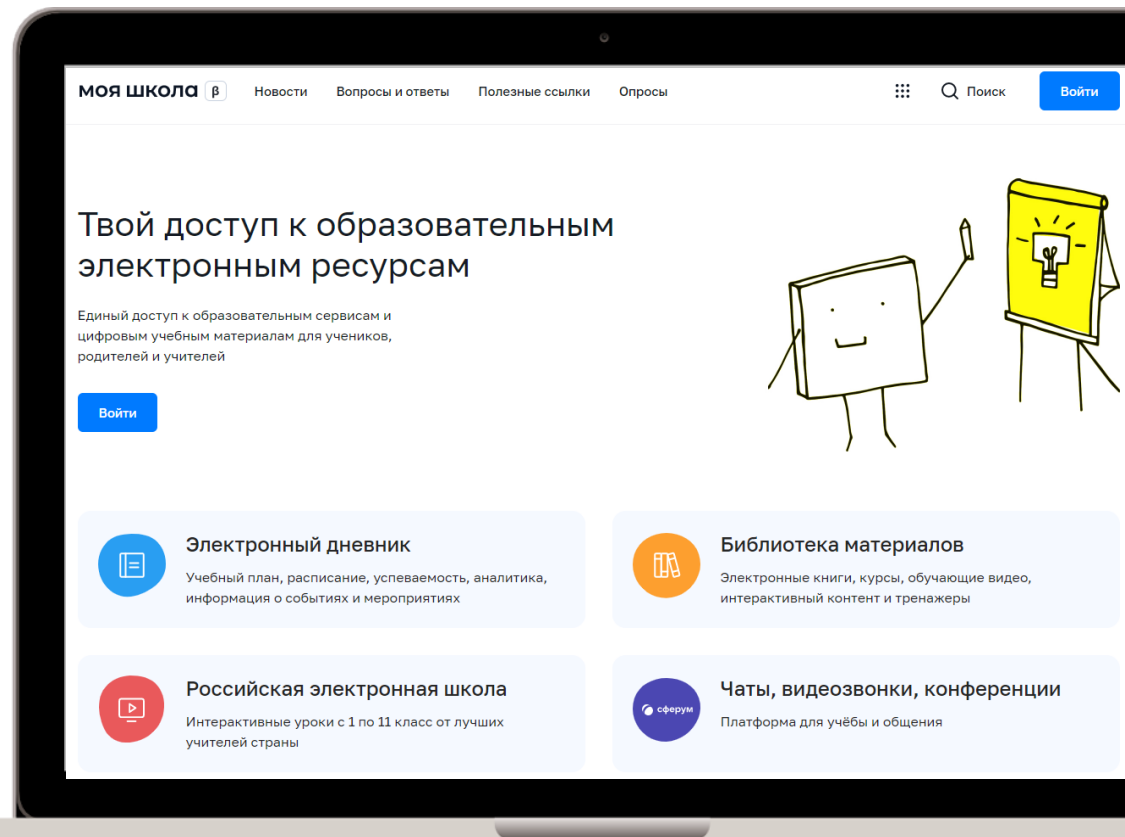 моя школа β Новости Вопросы и ответы Полезные ссылки Опросы Поиск Войти
Твой доступ к образовательным
электронным ресурсам
Единый доступ к образовательным сервисам и
цифровым учебным материалам для учеников,
родителей и учителей
Войти
Электронный дневник
Учебный план, расписание, успеваемость, аналитика,
информация о событиях и мероприятиях
Библиотека материалов
Электронные книги, курсы, обучающие видео,
интерактивный контент и тренажеры
Российская электронная школа
Интерактивные уроки с 1 по 11 класс от лучших
учителей страны
сферум
Чаты, видеозвонки, конференции
Платформа для учёбы и общения